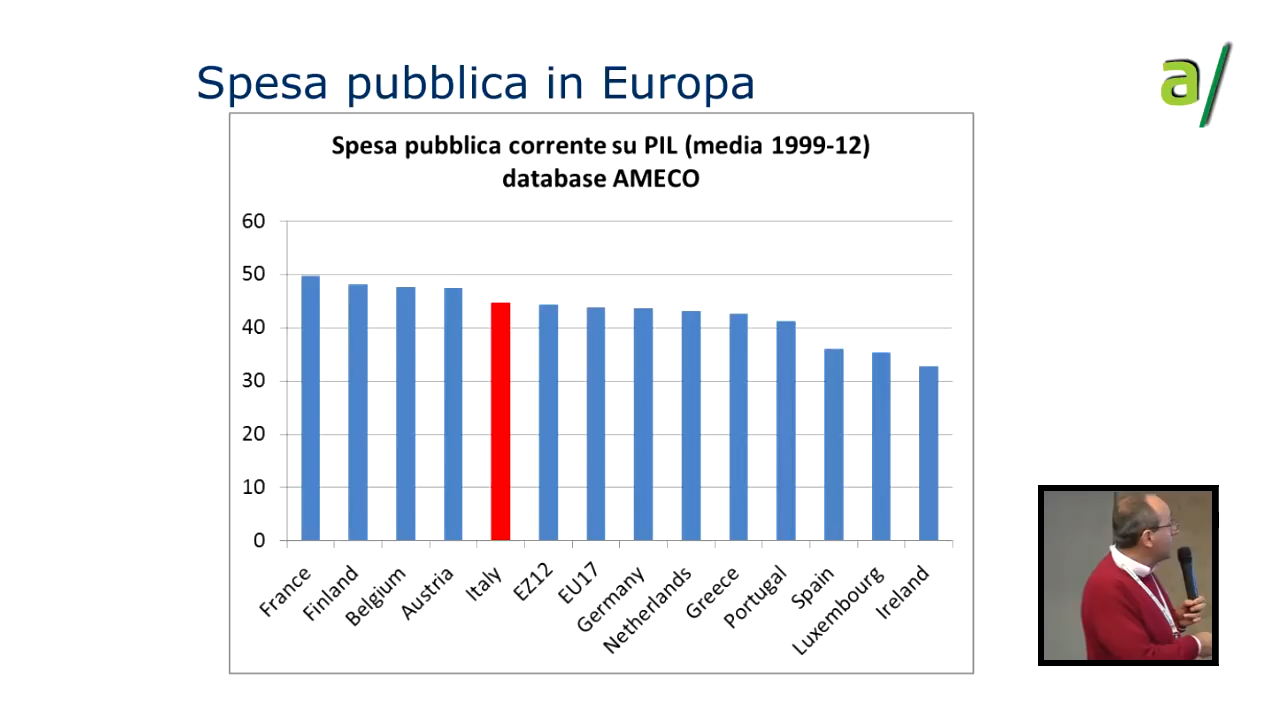 Spesa pubblica in Europa
a/
Spesa pubblica corrente su PIL (media 1999-12)
database AMECO
60
50
40
30
20
10
0
France
Finland
Belgium
Austria
Italy
EZ12
EU17
Germany
Netherlands
Greece
Portugal
Spain
Luxembourg
Ireland